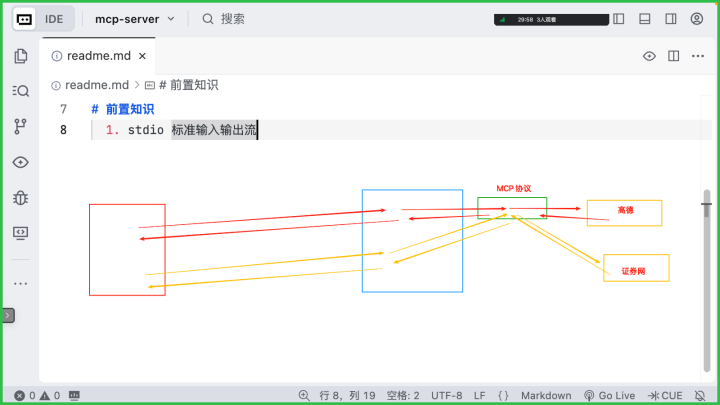 IDE
mcp-server
搜索
29:58 3人观看
readme.md
readme.md > # 前置知识
7 # 前置知识
8 1. stdio 标准输入输出流
MCP 协议
高德
证券网
0 0
行 8，列 19
空格: 2
UTF-8
LF
{}
Markdown
Go Live
CUE